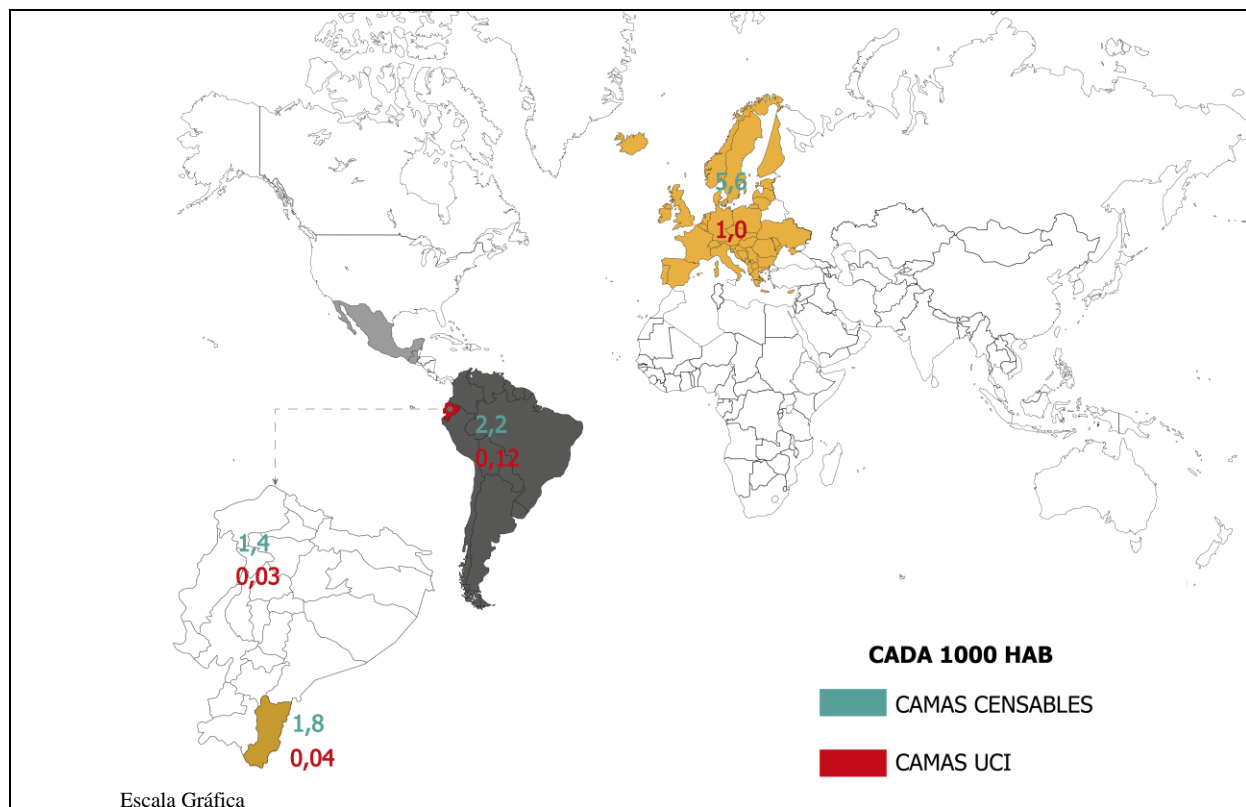 5,6
1,0
2,2
0,12
1,4
0,03
1,8
0,04
CADA 1000 HAB
CAMAS CENSABLES
CAMAS UCI
Escala Gráfica